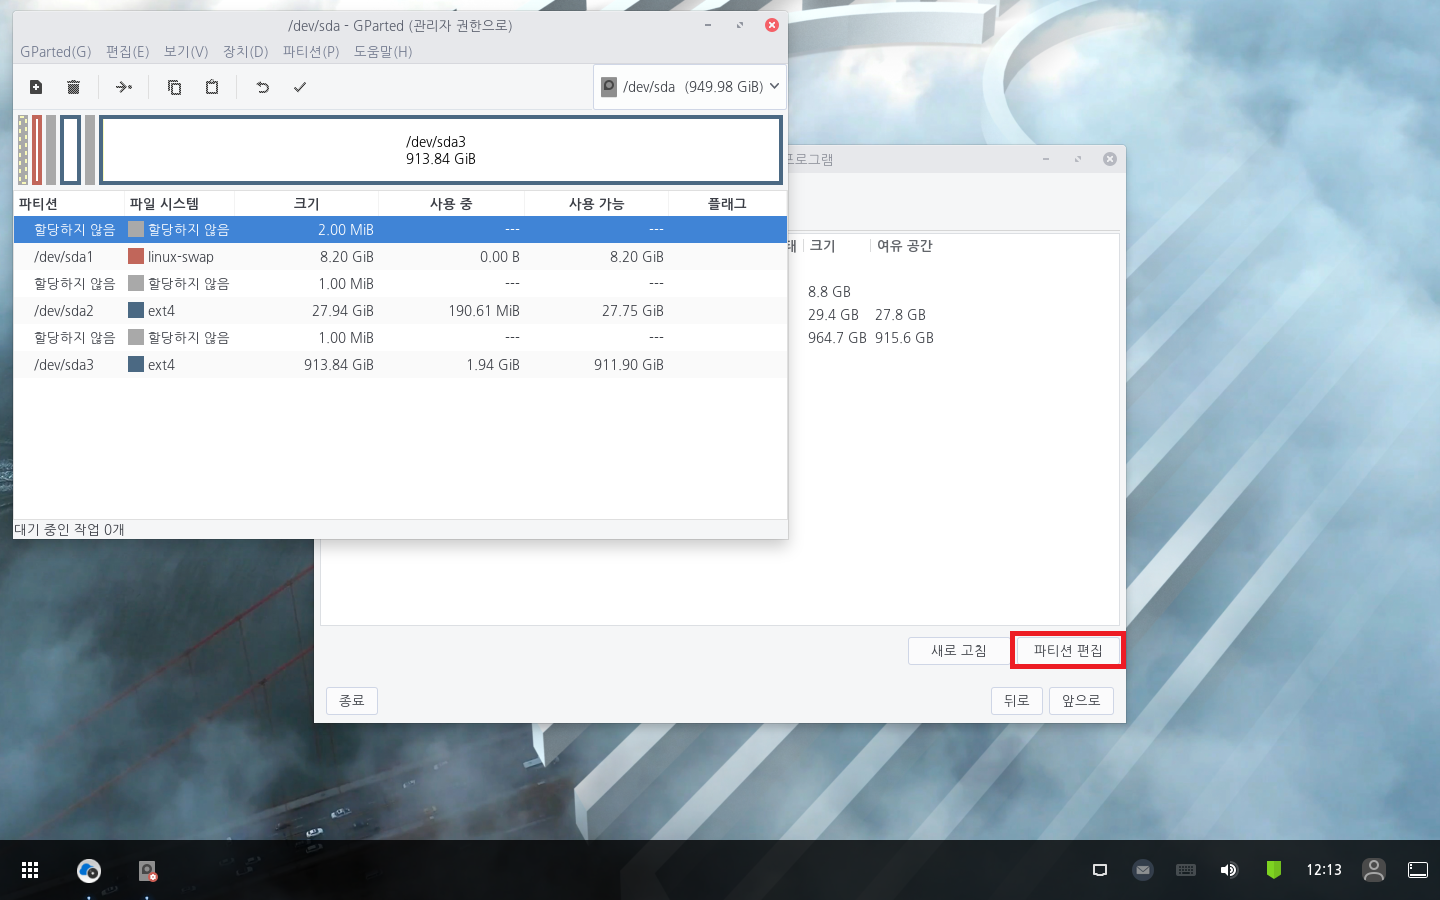 /dev/sda - GParted (관리자 권한으로)
GParted(G) 편집(E) 보기(V) 장치(D) 파티션(P) 도움말(H)
/dev/sda (949.98 GiB)
/dev/sda3
913.84 GiB
파티션 파일 시스템 크기 사용 중 사용 가능 플래그
할당하지 않음 할당하지 않음 2.00 MiB --- ---
/dev/sda1 linux-swap 8.20 GiB 0.00 B 8.20 GiB
할당하지 않음 할당하지 않음 1.00 MiB --- ---
/dev/sda2 ext4 27.94 GiB 190.61 MiB 27.75 GiB
할당하지 않음 할당하지 않음 1.00 MiB --- ---
/dev/sda3 ext4 913.84 GiB 1.94 GiB 911.90 GiB
대기 중인 작업 0개
프로그램
태 크기 여유 공간
8.8 GB
29.4 GB 27.8 GB
964.7 GB 915.6 GB
새로 고침 파티션 편집
종료 뒤로 앞으로
12:13